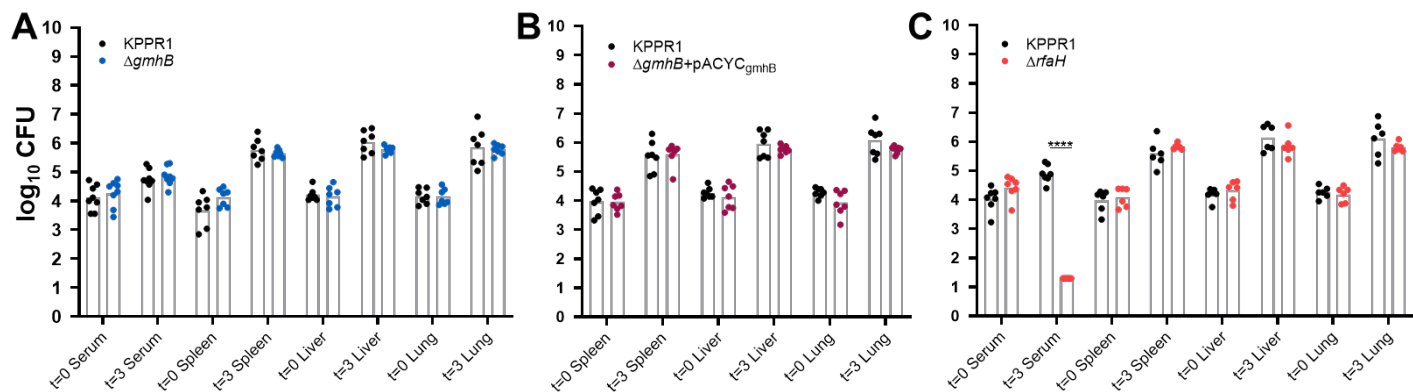 A
KPPR1
ΔgmhB
log10 CFU
10
9
8
7
6
5
4
3
2
1
0
t=0 Serum
t=3 Serum
t=0 Spleen
t=3 Spleen
t=0 Liver
t=3 Liver
t=0 Lung
t=3 Lung
B
KPPR1
ΔgmhB+pACYCgmhB
10
9
8
7
6
5
4
3
2
1
0
t=0 Spleen
t=3 Spleen
t=0 Liver
t=3 Liver
t=0 Lung
t=3 Lung
C
KPPR1
ΔrfaH
****
10
9
8
7
6
5
4
3
2
1
0
t=0 Serum
t=3 Serum
t=0 Spleen
t=3 Spleen
t=0 Liver
t=3 Liver
t=0 Lung
t=3 Lung